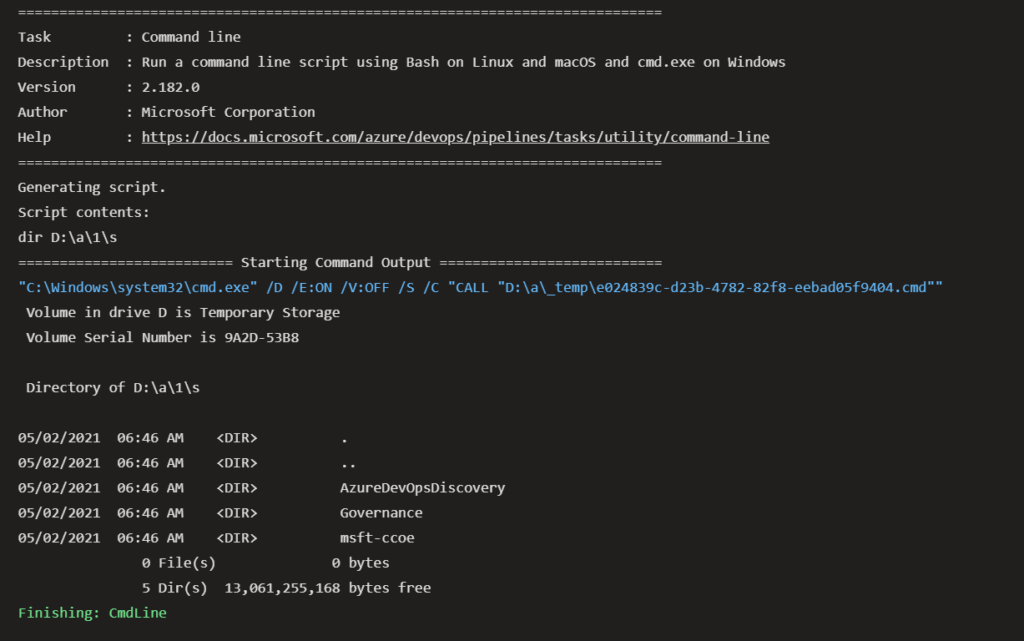 ==============================================================================
Task         : Command line
Description  : Run a command line script using Bash on Linux and macOS and cmd.exe on Windows
Version      : 2.182.0
Author       : Microsoft Corporation
Help         : https://docs.microsoft.com/azure/devops/pipelines/tasks/utility/command-line
==============================================================================
Generating script.
Script contents:
dir D:\a\1\s
========================== Starting Command Output ===========================
"C:\Windows\system32\cmd.exe" /D /E:ON /V:OFF /S /C "CALL "D:\a\_temp\e024839c-d23b-4782-82f8-eebad05f9404.cmd""
 Volume in drive D is Temporary Storage
 Volume Serial Number is 9A2D-53B8
 Directory of D:\a\1\s
05/02/2021  06:46 AM    <DIR>          .
05/02/2021  06:46 AM    <DIR>          ..
05/02/2021  06:46 AM    <DIR>          AzureDevOpsDiscovery
05/02/2021  06:46 AM    <DIR>          Governance
05/02/2021  06:46 AM    <DIR>          msft-ccoe
               0 File(s)              0 bytes
               5 Dir(s)  13,061,255,168 bytes free
Finishing: CmdLine